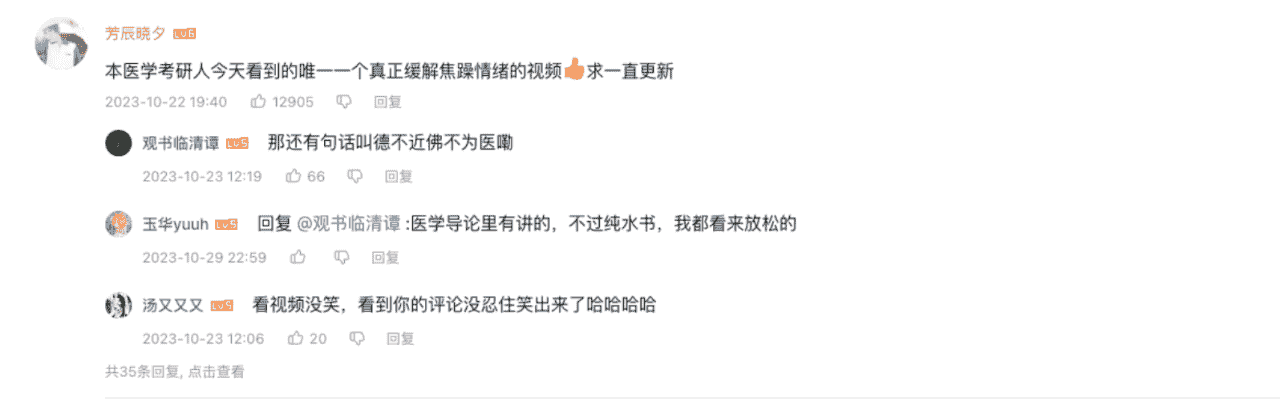 芳辰晓夕 LV6
本医学考研人今天看到的唯一一个真正缓解焦躁情绪的视频👍求一直更新
2023-10-22 19:40 12905 回复
观书临清谭 LV5 那还有句话叫德不近佛不为医嘞
2023-10-23 12:19 66 回复
玉华yuuh LV5 回复 @观书临清谭 :医学导论里有讲的，不过纯水书，我都看来放松的
2023-10-29 22:59 回复
汤又又又 LV5 看视频没笑，看到你的评论没忍住笑出来了哈哈哈哈
2023-10-23 12:06 20 回复
共35条回复, 点击查看